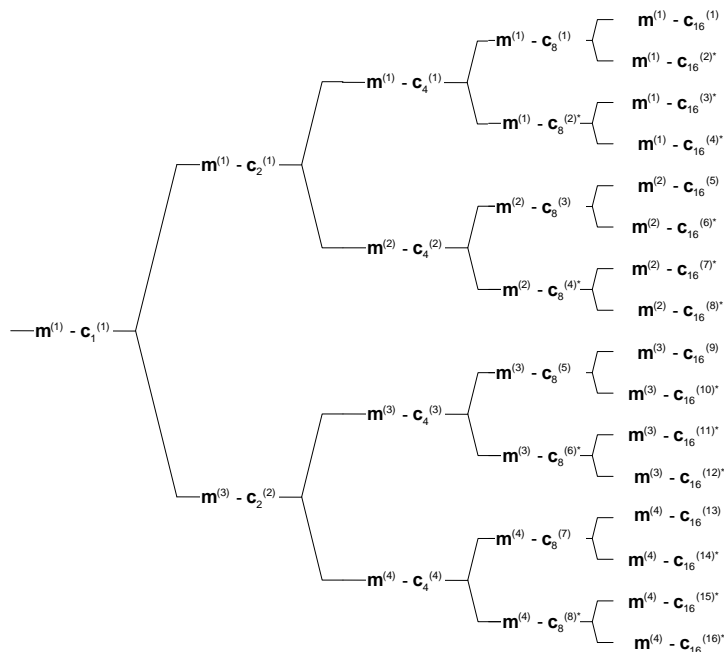 m⁽¹⁾ - c₁₆⁽¹⁾
m⁽¹⁾ - c₈⁽¹⁾
m⁽¹⁾ - c₁₆⁽²⁾*
m⁽¹⁾ - c₄⁽¹⁾
m⁽¹⁾ - c₁₆⁽³⁾*
m⁽¹⁾ - c₈⁽²⁾*
m⁽¹⁾ - c₁₆⁽⁴⁾*
m⁽¹⁾ - c₂⁽¹⁾
m⁽²⁾ - c₁₆⁽⁵⁾
m⁽²⁾ - c₈⁽³⁾
m⁽²⁾ - c₁₆⁽⁶⁾*
m⁽²⁾ - c₄⁽²⁾
m⁽²⁾ - c₁₆⁽⁷⁾*
m⁽²⁾ - c₈⁽⁴⁾*
m⁽²⁾ - c₁₆⁽⁸⁾*
m⁽¹⁾ - c₁⁽¹⁾
m⁽³⁾ - c₁₆⁽⁹⁾
m⁽³⁾ - c₈⁽⁵⁾
m⁽³⁾ - c₁₆⁽¹⁰⁾*
m⁽³⁾ - c₄⁽³⁾
m⁽³⁾ - c₁₆⁽¹¹⁾*
m⁽³⁾ - c₈⁽⁶⁾*
m⁽³⁾ - c₁₆⁽¹²⁾*
m⁽³⁾ - c₂⁽²⁾
m⁽⁴⁾ - c₁₆⁽¹³⁾
m⁽⁴⁾ - c₈⁽⁷⁾
m⁽⁴⁾ - c₁₆⁽¹⁴⁾*
m⁽⁴⁾ - c₄⁽⁴⁾
m⁽⁴⁾ - c₁₆⁽¹⁵⁾*
m⁽⁴⁾ - c₈⁽⁸⁾*
m⁽⁴⁾ - c₁₆⁽¹⁶⁾*